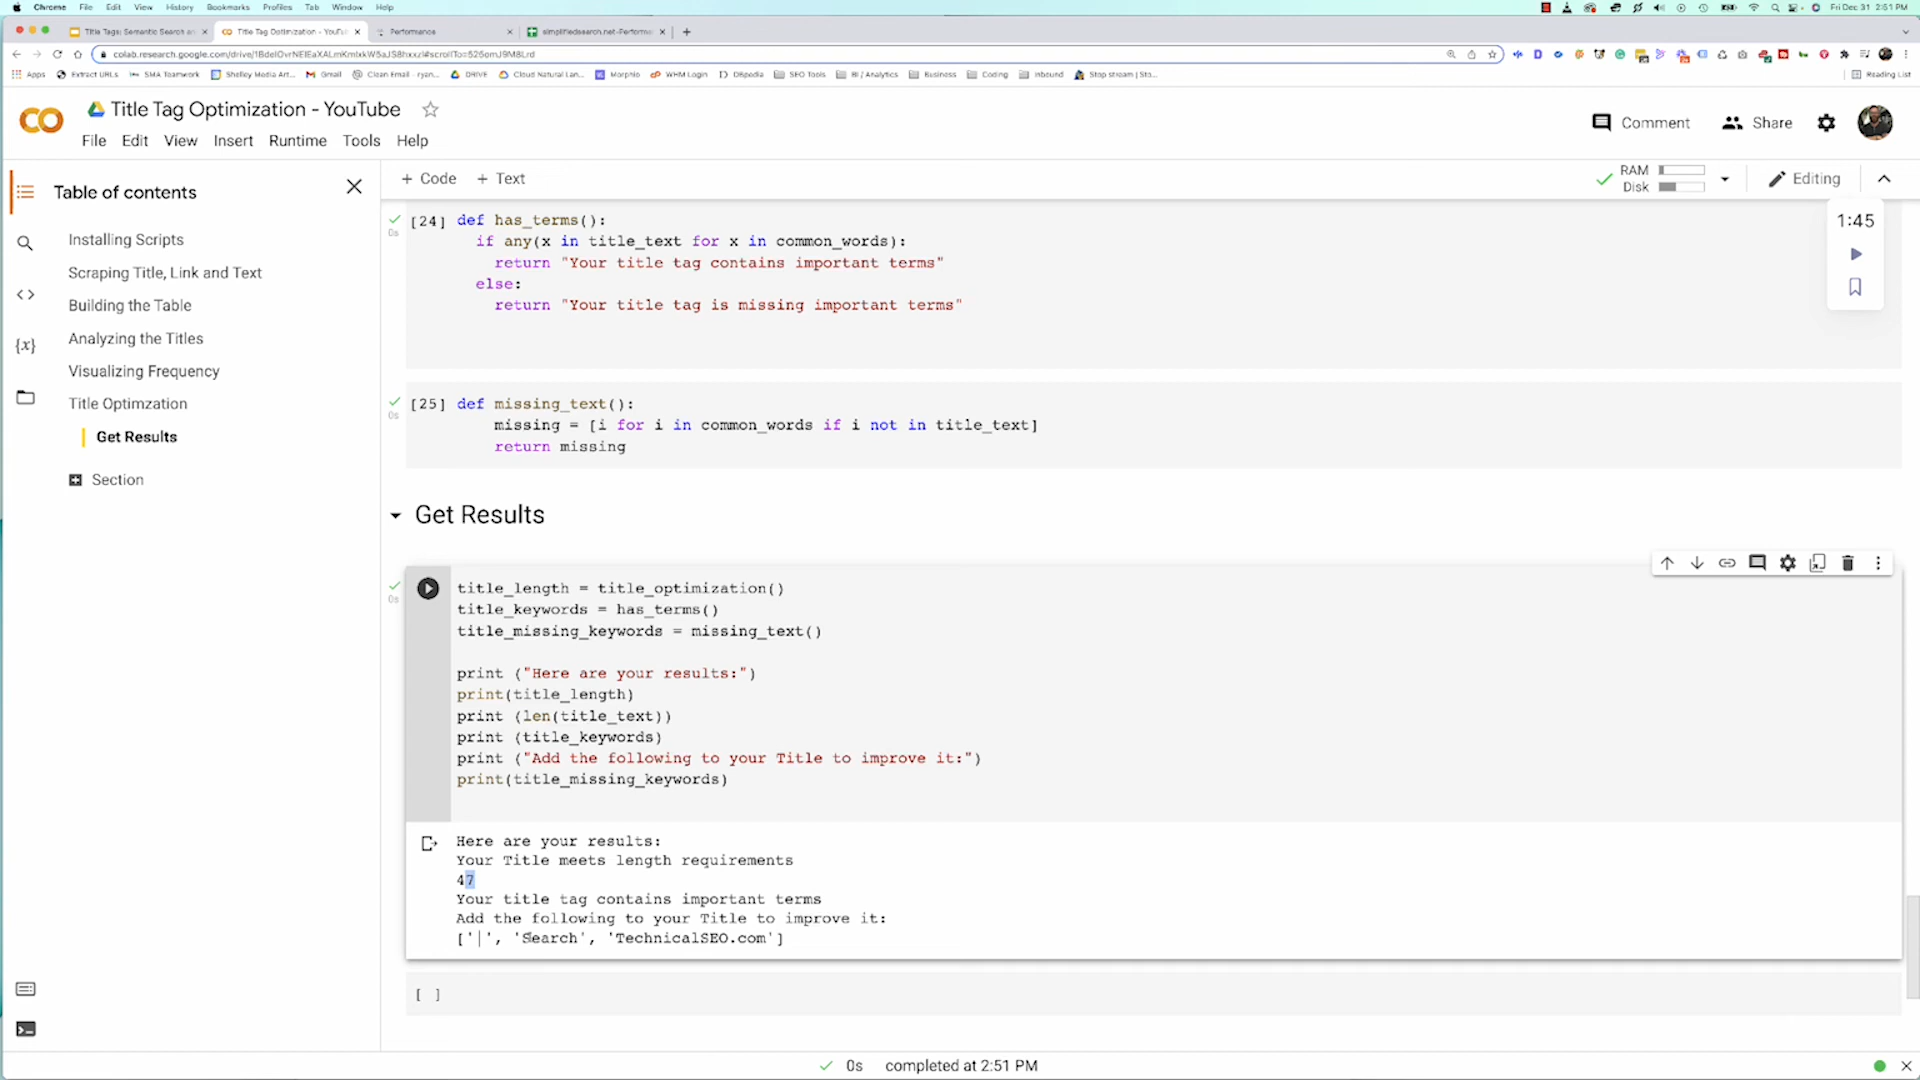 Chrome File Edit View History Bookmarks Profiles Tab Window Help Fri Dec 31 2:51 PM
Title Tags: Semantic Search an Title Tag Optimization - YouTu Performance simplifiedsearch.net-Perform
Apps Extract URLs SMA Teamwork Shelley Media Art... Gmail Clean Email - ryan... DRIVE Cloud Natural Lan... Morphio WHM Login DBpedia SEO Tools BI / Analytics Business Coding Inbound Stop stream | Sta... Reading List
Title Tag Optimization - YouTube
Comment Share
File Edit View Insert Runtime Tools Help
Table of contents
+ Code + Text
RAM
Disk
Editing
Installing Scripts
Scraping Title, Link and Text
Building the Table
Analyzing the Titles
Visualizing Frequency
Title Optimzation
Get Results
Section
1:45
[24] def has_terms():
0s
if any(x in title_text for x in common_words):
return "Your title tag contains important terms"
else:
return "Your title tag is missing important terms"
[25] def missing_text():
0s
missing = [i for i in common_words if i not in title_text]
return missing
Get Results
0s
title_length = title_optimization()
title_keywords = has_terms()
title_missing_keywords = missing_text()
print ("Here are your results:")
print(title_length)
print (len(title_text))
print (title_keywords)
print ("Add the following to your Title to improve it:")
print(title_missing_keywords)
Here are your results:
Your Title meets length requirements
47
Your title tag contains important terms
Add the following to your Title to improve it:
['|', 'Search', 'TechnicalSEO.com']
[ ]
0s completed at 2:51 PM